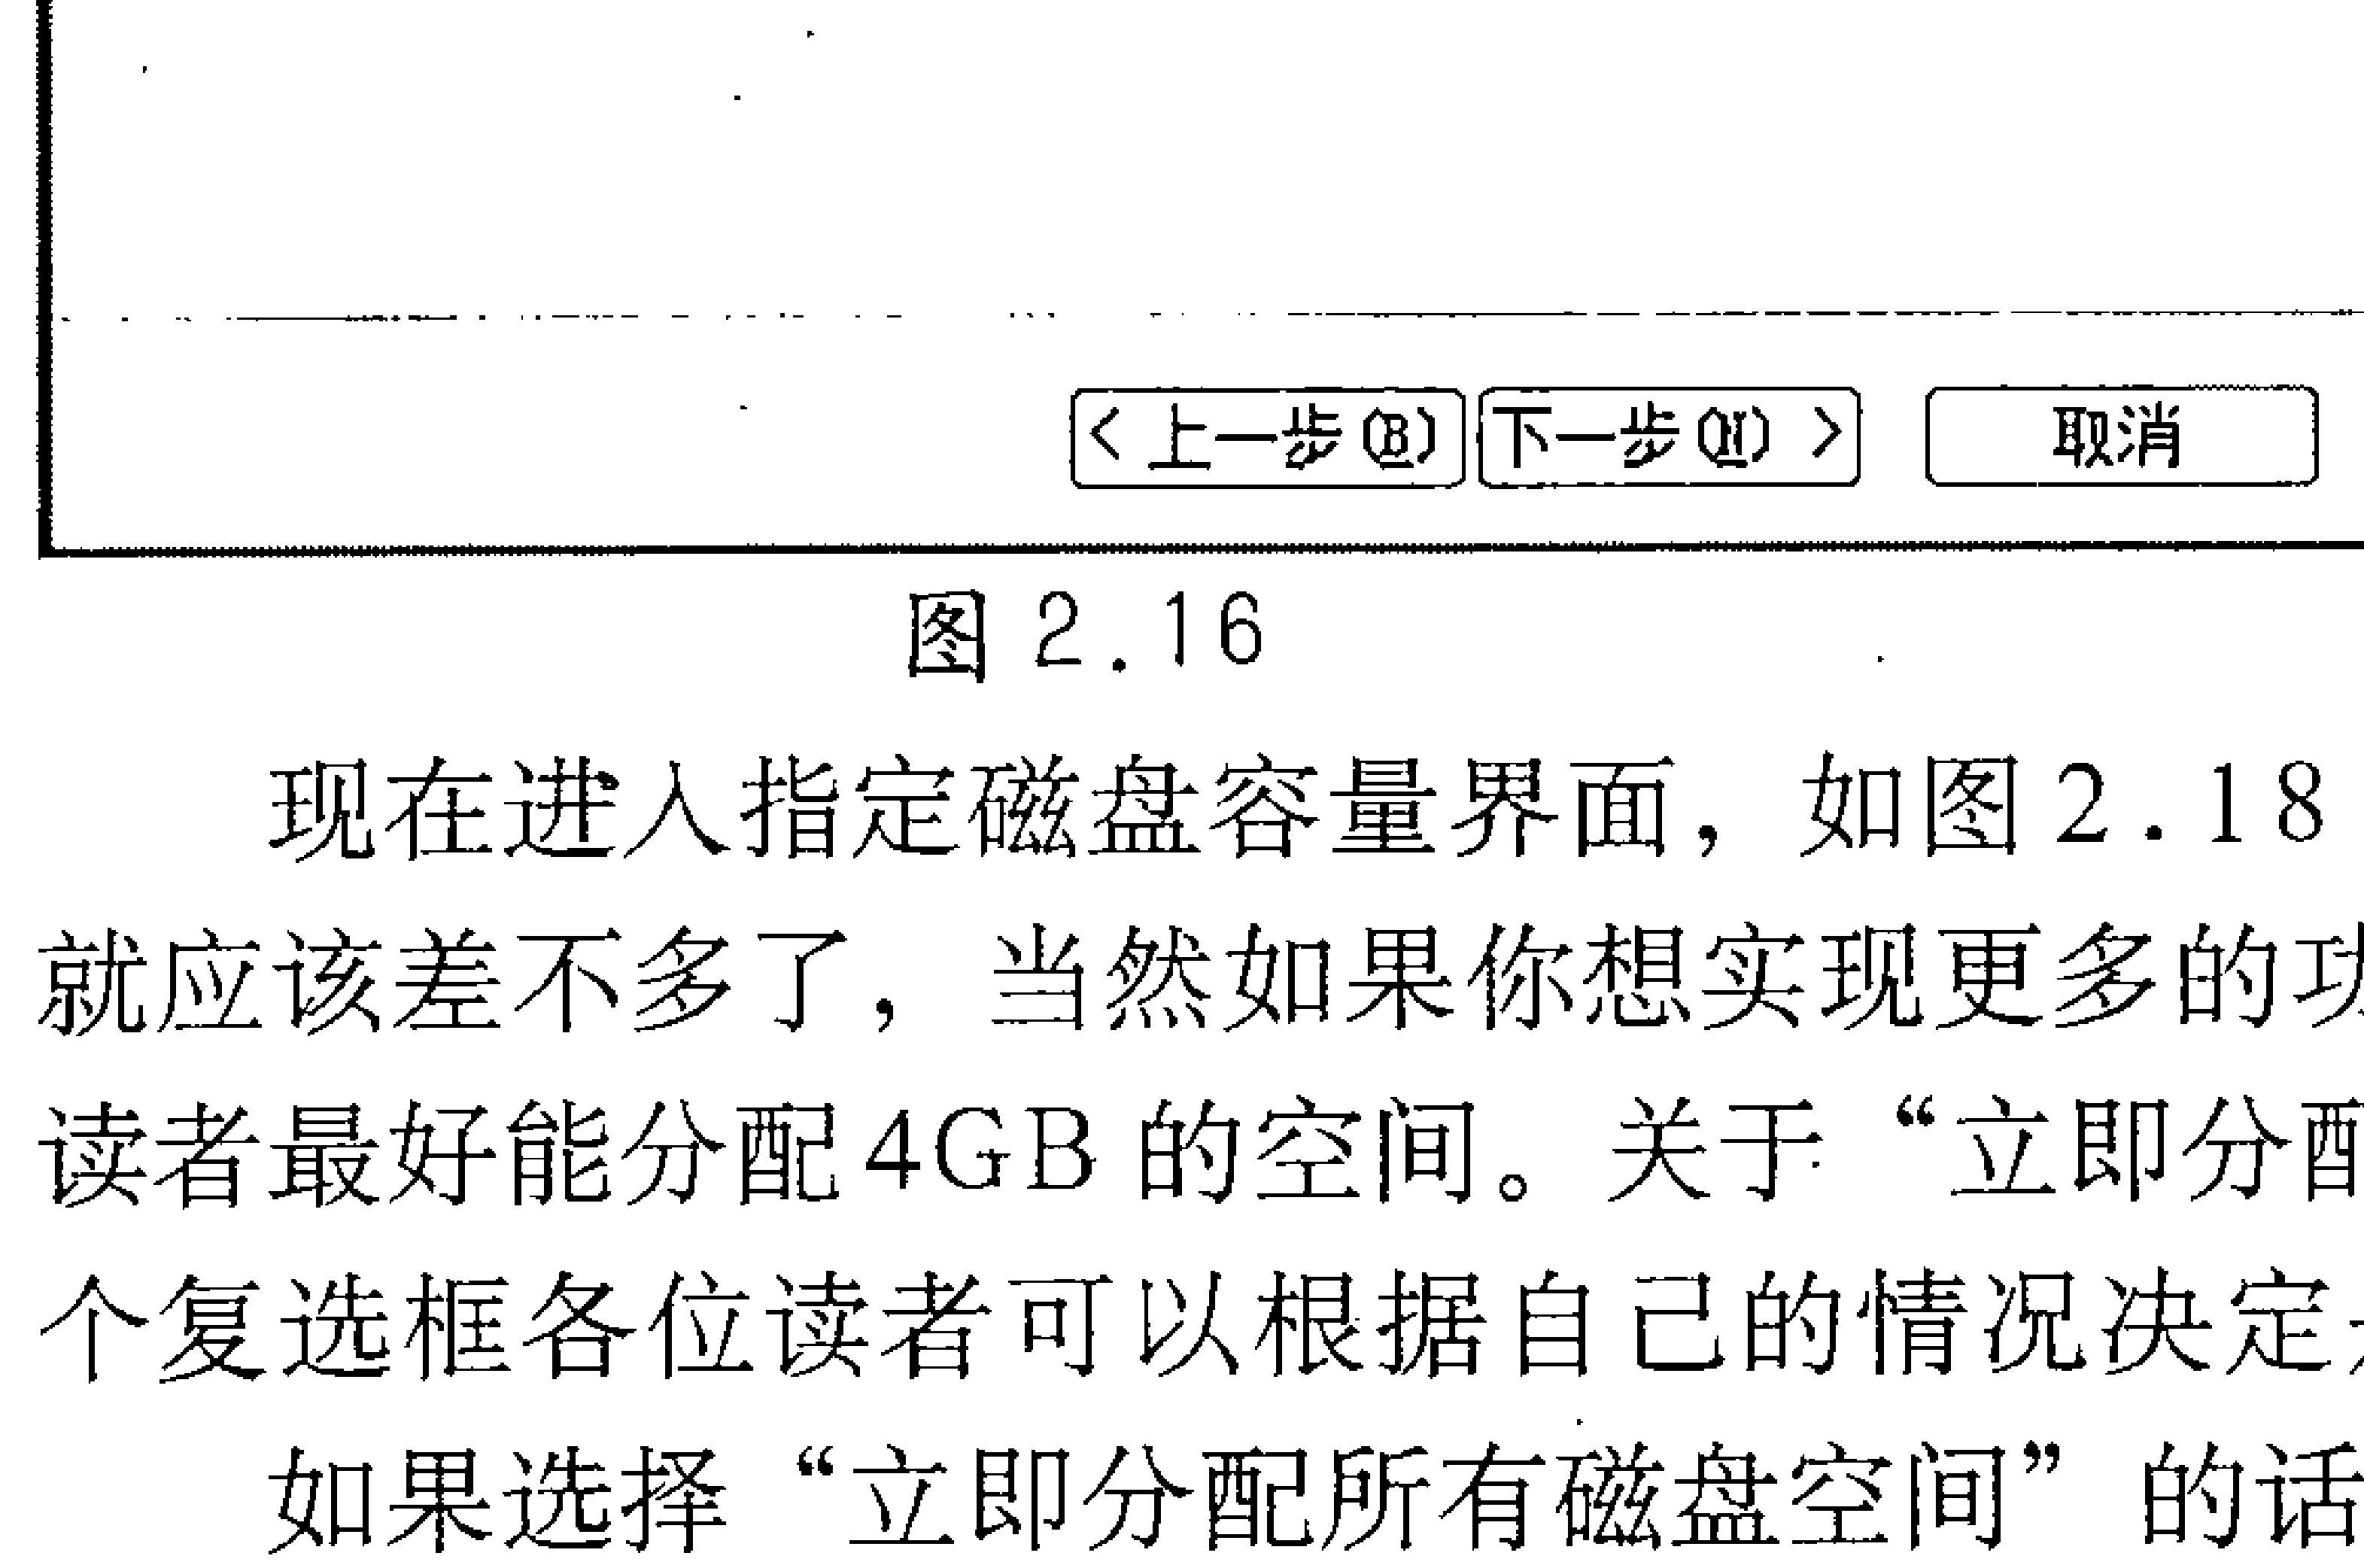 < 上一步(B) 下一步(N) > 取消
图 2.16
现在进入指定磁盘容量界面，如图2.18
就应该差不多了，当然如果你想实现更多的
读者最好能分配4GB 的空间。关于“立即分配
个复选框各位读者可以根据自己的情况决定
如果选择“立即分配所有磁盘空间”的话